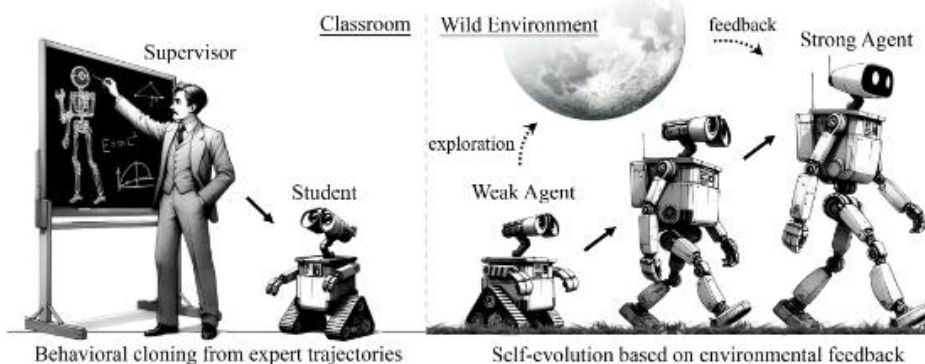 Classroom
Supervisor
E=mc²
Student
Behavioral cloning from expert trajectories
Wild Environment
feedback
Strong Agent
exploration
Weak Agent
Self-evolution based on environmental feedback